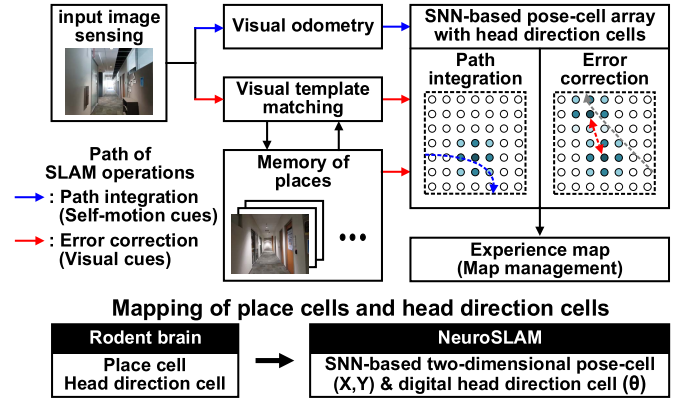 input image
sensing
Visual odometry
SNN-based pose-cell array
with head direction cells
Path
integration
Error
correction
Visual template
matching
Memory of
places
•••
Path of
SLAM operations
: Path integration
(Self-motion cues)
: Error correction
(Visual cues)
Experience map
(Map management)
Mapping of place cells and head direction cells
Rodent brain
Place cell
Head direction cell
NeuroSLAM
SNN-based two-dimensional pose-cell
(X,Y) & digital head direction cell (θ)